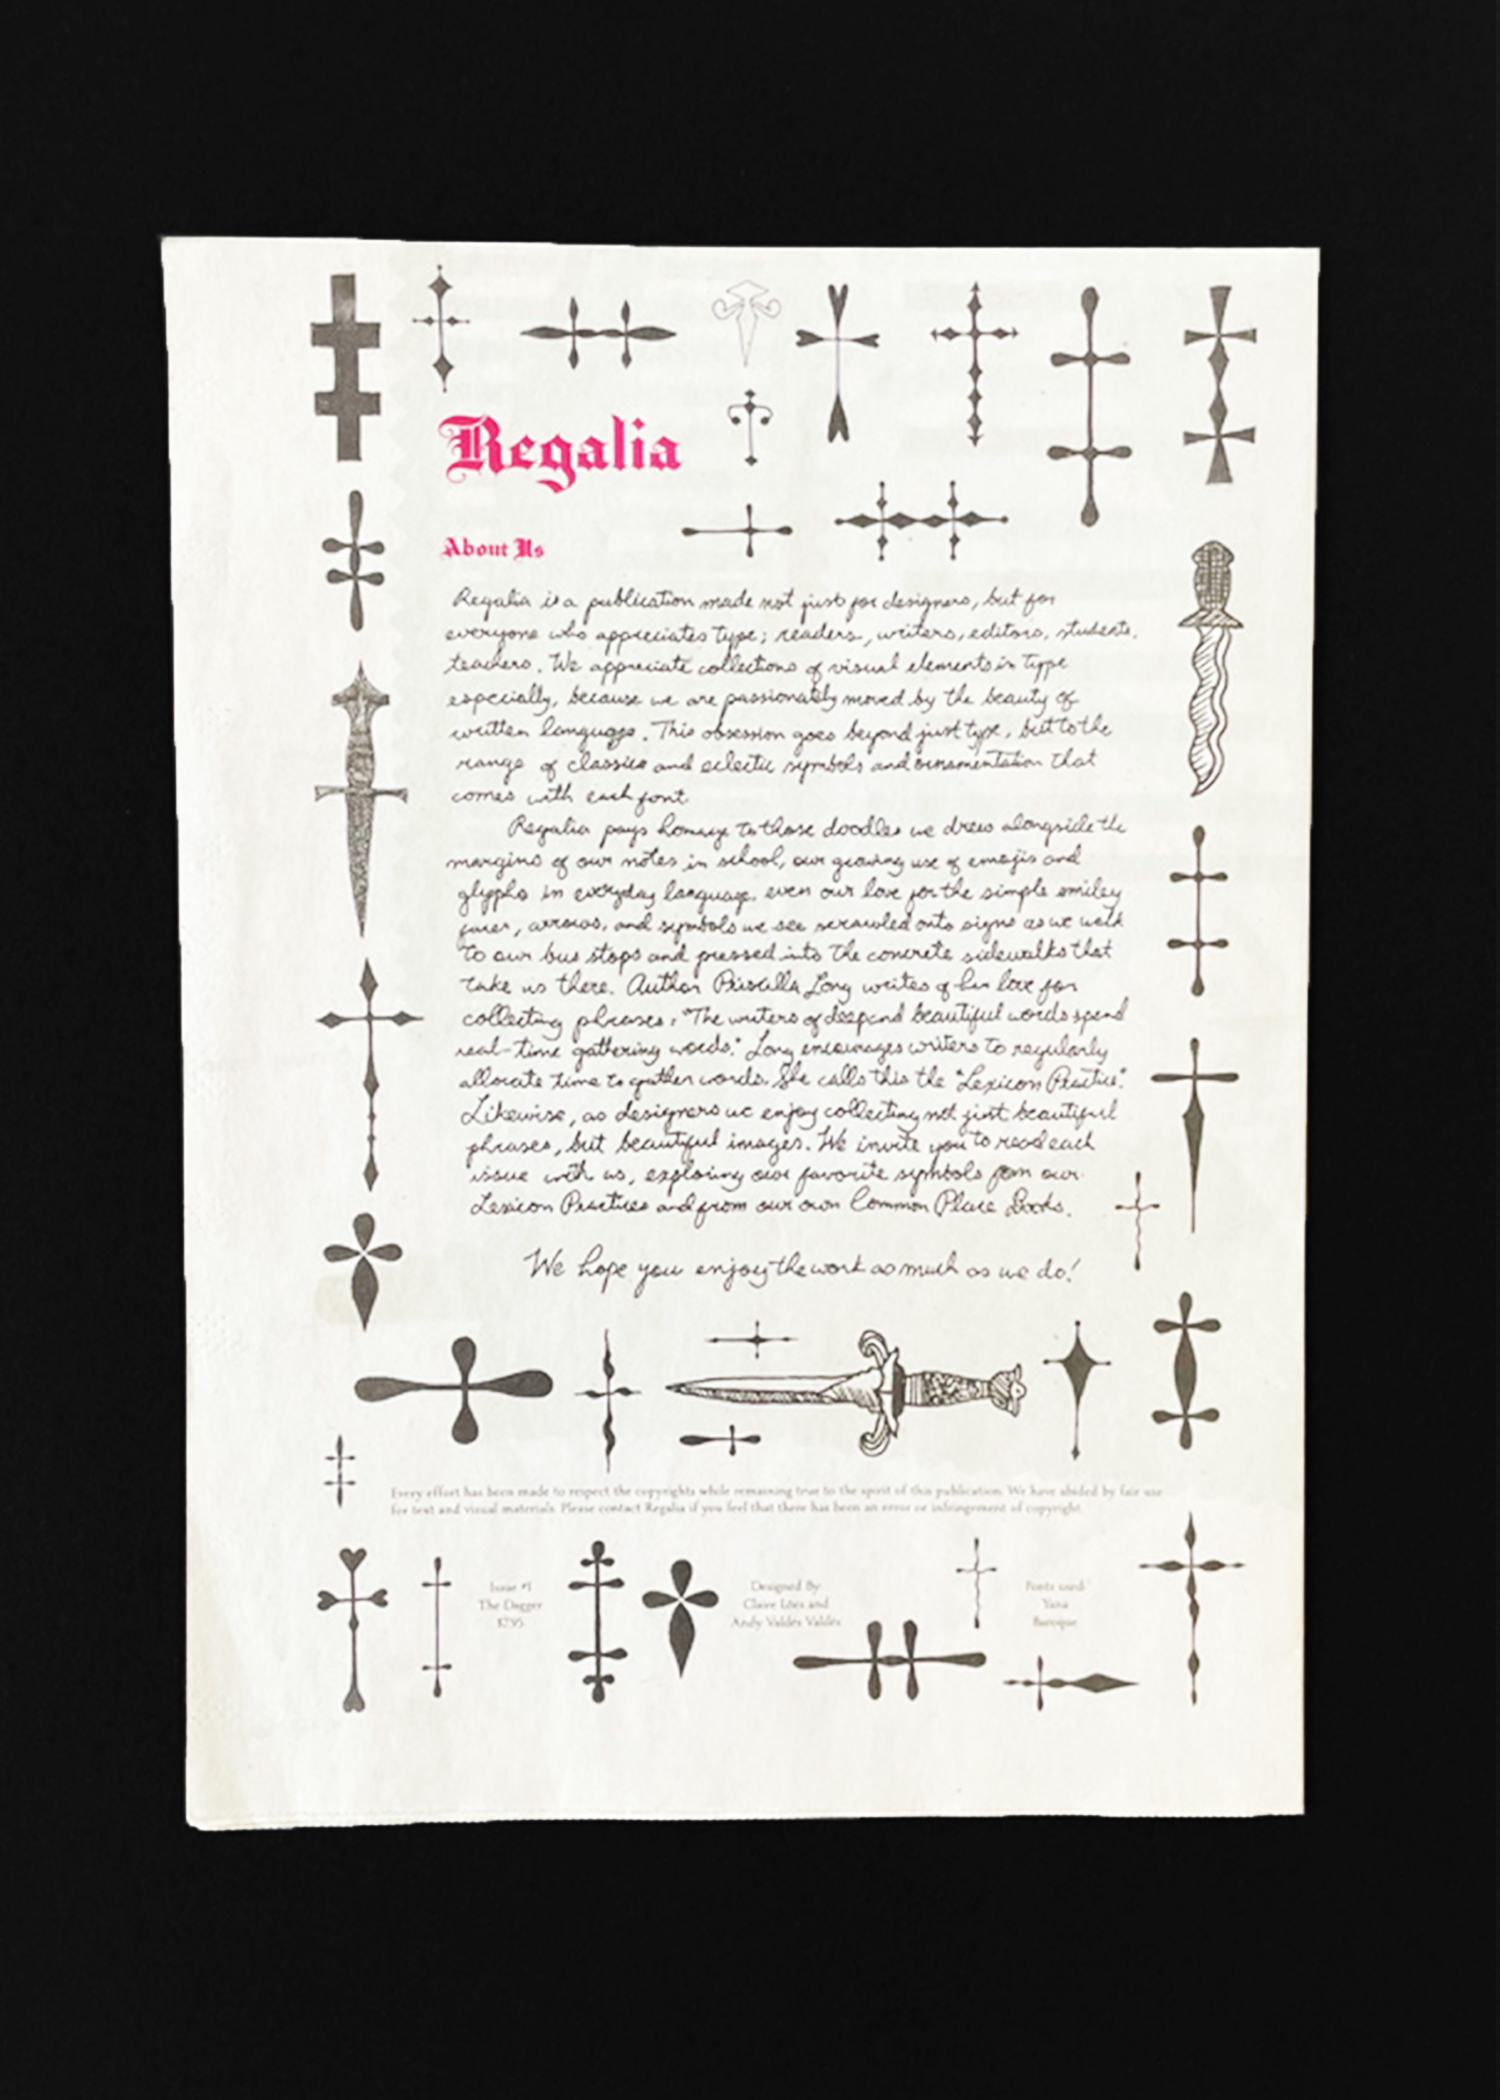 Regalia
About Us
Regalia is a publication made not just for designers, but for
everyone who appreciates type; readers, writers, editors, students,
teachers. We appreciate collections of visual elements in type
especially, because we are passionately moved by the beauty of
written language. This obsession goes beyond just type, but to the
range of classics and eclectic symbols and ornamentation that
comes with each font.
Regalia pays homage to those doodles we drew alongside the
margins of our notes in school, our growing use of emojis and
glyphs in everyday language, even our love for the simple smiley
faces, arrows, and symbols we see scrawled onto signs as we walk
to our bus stops and pressed into the concrete sidewalks that
take us there. Author Priscilla Long writes of her love for
collecting phrases: "The writers of deep and beautiful words spend
real-time gathering words." Long encourages writers to regularly
allocate time to gather words. She calls this the "Lexicon Practice".
Likewise, as designers we enjoy collecting not just beautiful
phrases, but beautiful images. We invite you to read each
issue with us, exploring our favorite symbols from our
Lexicon Practices and from our own Common Place Books.
We hope you enjoy the work as much as we do!
Every effort has been made to respect the copyrights while remaining true to the spirit of this publication. We have abided by fair use
for text and visual materials. Please contact Regalia if you feel that there has been an error or infringement of copyright.
Issue #1
The Dagger
$7.95
Designed By:
Claire Loes and
Andy Valdés Valdés
Fonts used:
Yana
Baroque